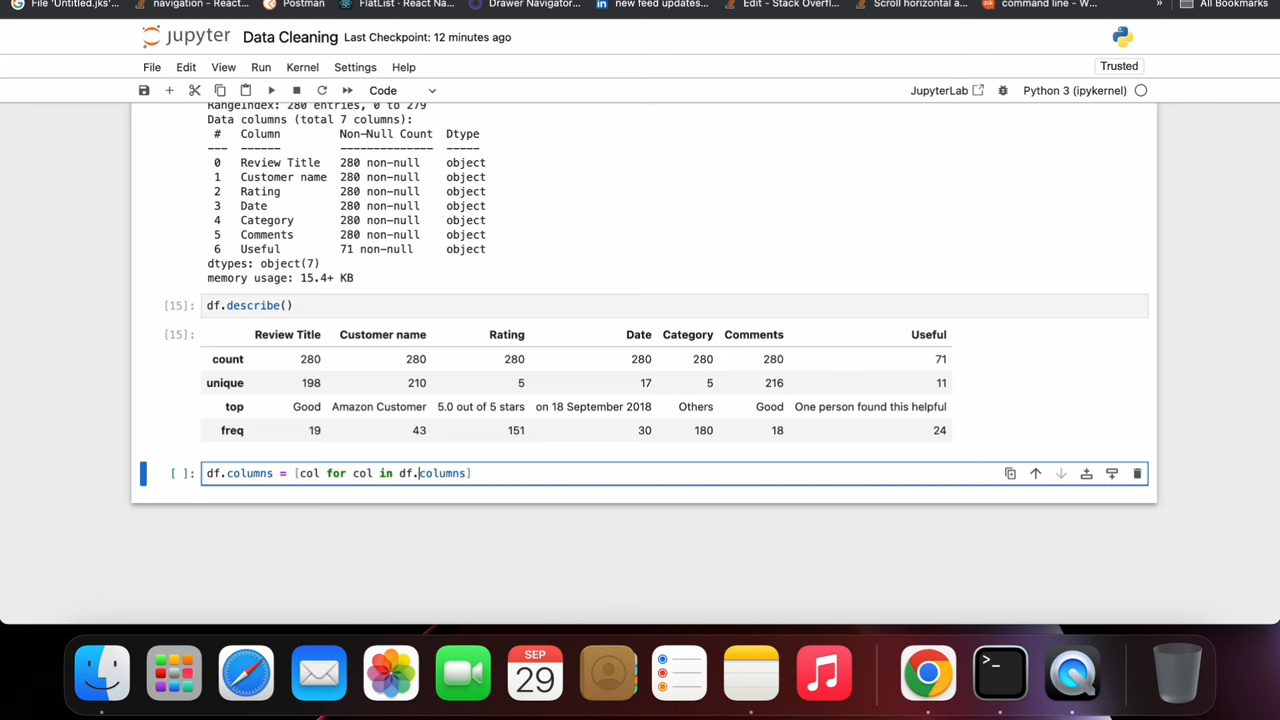 File 'Untitled.jks'... navigation - React... Postman FlatList · React Na... Drawer Navigator... new feed updates... Edit - Stack Overfl... Scroll horizontal a... command line - W... » All Bookmarks
jupyter Data Cleaning Last Checkpoint: 12 minutes ago
File Edit View Run Kernel Settings Help Trusted
Code JupyterLab Python 3 (ipykernel)
RangeIndex: 280 entries, 0 to 279
Data columns (total 7 columns):
# Column Non-Null Count Dtype
--- ------ -------------- -----
0 Review Title 280 non-null object
1 Customer name 280 non-null object
2 Rating 280 non-null object
3 Date 280 non-null object
4 Category 280 non-null object
5 Comments 280 non-null object
6 Useful 71 non-null object
dtypes: object(7)
memory usage: 15.4+ KB
[15]: df.describe()
[15]: Review Title Customer name Rating Date Category Comments Useful
count 280 280 280 280 280 280 71
unique 198 210 5 17 5 216 11
top Good Amazon Customer 5.0 out of 5 stars on 18 September 2018 Others Good One person found this helpful
freq 19 43 151 30 180 18 24
[ ]: df.columns = [col for col in df.columns]
SEP
29
>_